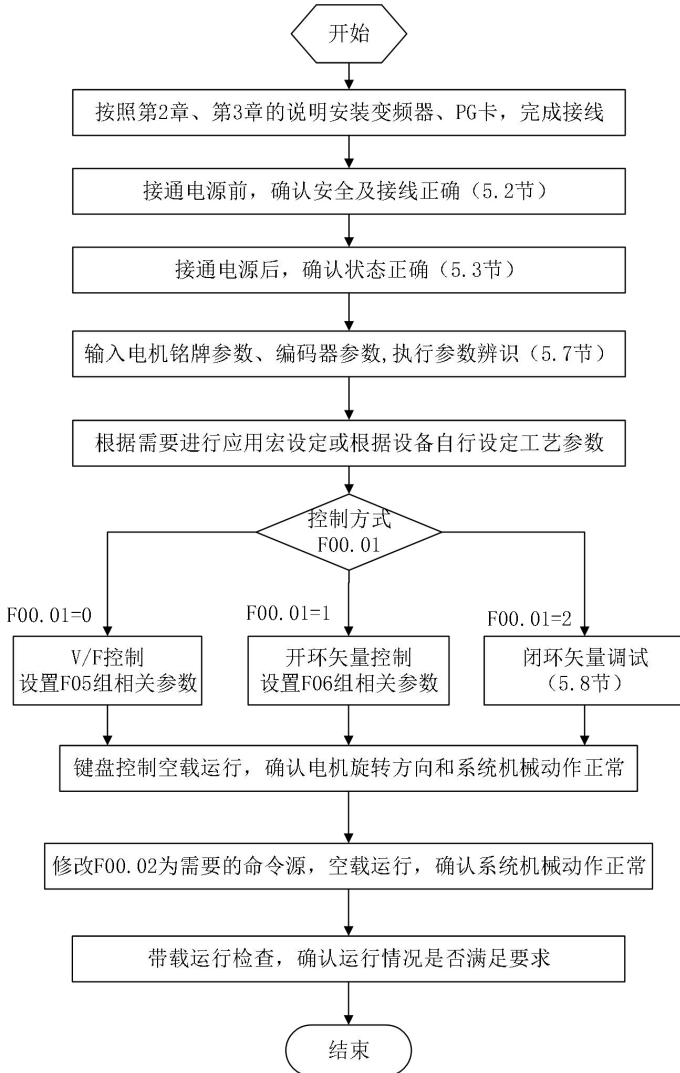 开始
按照第2章、第3章的说明安装变频器、PG卡，完成接线
接通电源前，确认安全及接线正确（5.2节）
接通电源后，确认状态正确（5.3节）
输入电机铭牌参数、编码器参数,执行参数辨识（5.7节）
根据需要进行应用宏设定或根据设备自行设定工艺参数
控制方式
F00.01
F00.01=0
F00.01=1
F00.01=2
V/F控制
设置F05组相关参数
开环矢量控制
设置F06组相关参数
闭环矢量调试
（5.8节）
键盘控制空载运行，确认电机旋转方向和系统机械动作正常
修改F00.02为需要的命令源，空载运行，确认系统机械动作正常
带载运行检查，确认运行情况是否满足要求
结束